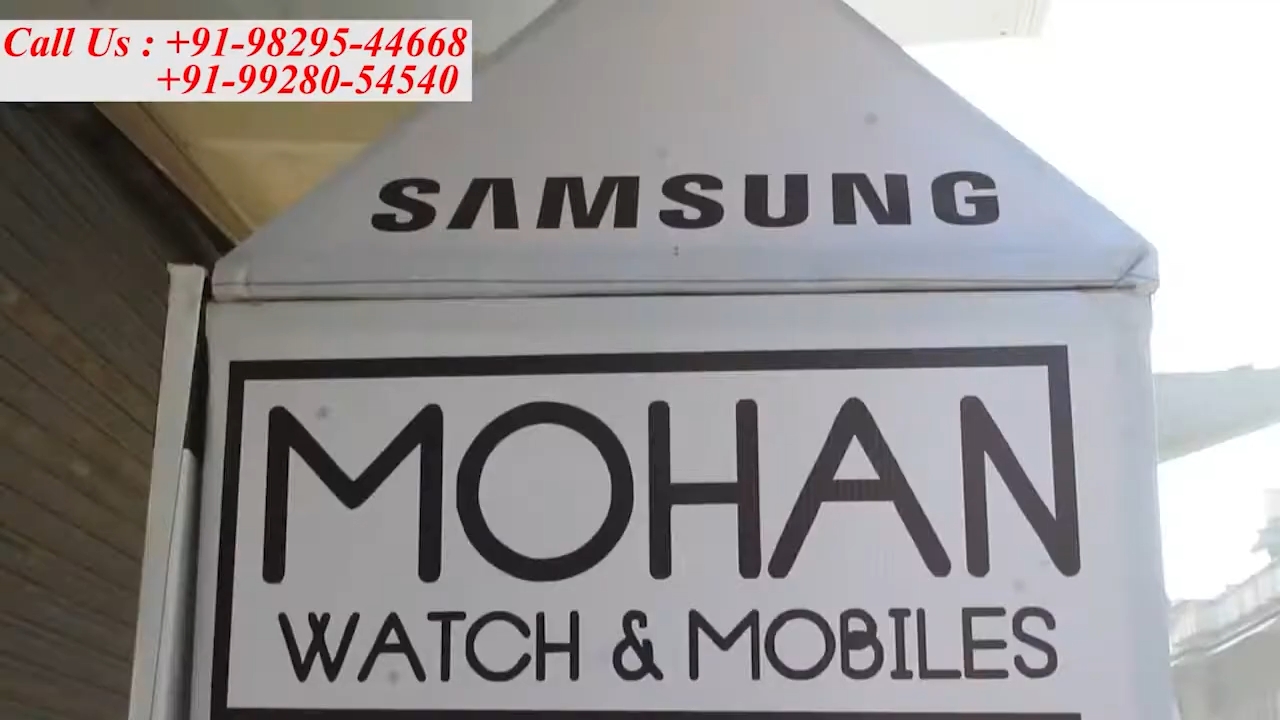 Call Us : +91-98295-44668
+91-99280-54540
SAMSUNG
MOHAN
WATCH & MOBILES